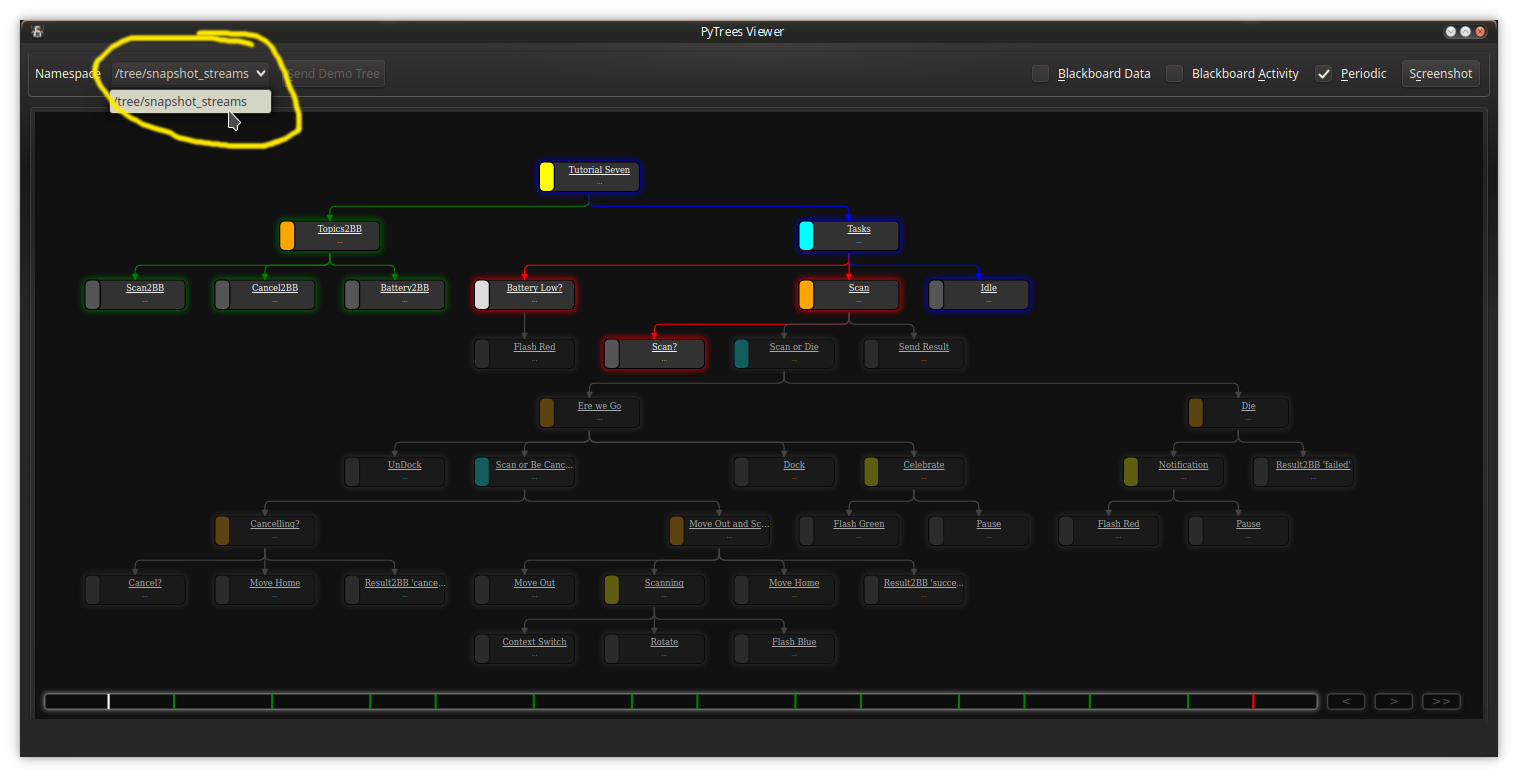 PyTrees Viewer
Namespace /tree/snapshot_streams Send Demo Tree Blackboard Data Blackboard Activity Periodic Screenshot
/tree/snapshot_streams
Tutorial Seven
...
Topics2BB Tasks
... ...
Scan2BB Cancel2BB Battery2BB Battery Low? Scan Idle
... ... ... ... ... ...
Flash Red Scan? Scan or Die Send Result
... ... ... ...
Ere we Go Die
... ...
UnDock Scan or Be Canc... Dock Celebrate Notification Result2BB 'failed'
... ... ... ... ... ...
Cancelling? Move Out and Sc... Flash Green Pause Flash Red Pause
... ... ... ... ... ...
Cancel? Move Home Result2BB 'cance... Move Out Scanning Move Home Result2BB 'succe...
... ... ... ... ... ... ...
Context Switch Rotate Flash Blue
... ... ...
< > >>